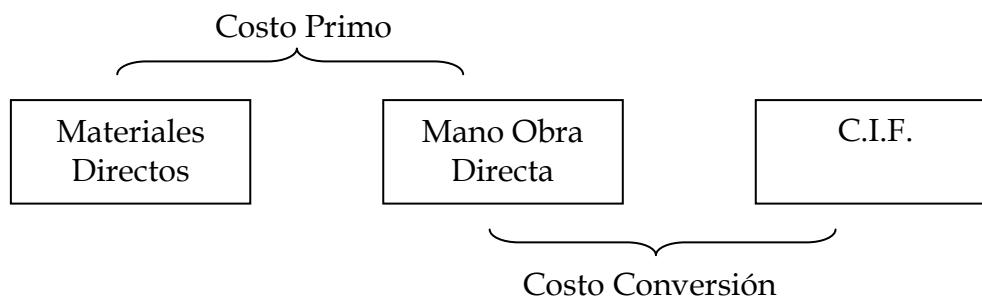 Costo Primo
Materiales
Directos
Mano Obra
Directa
C.I.F.
Costo Conversión